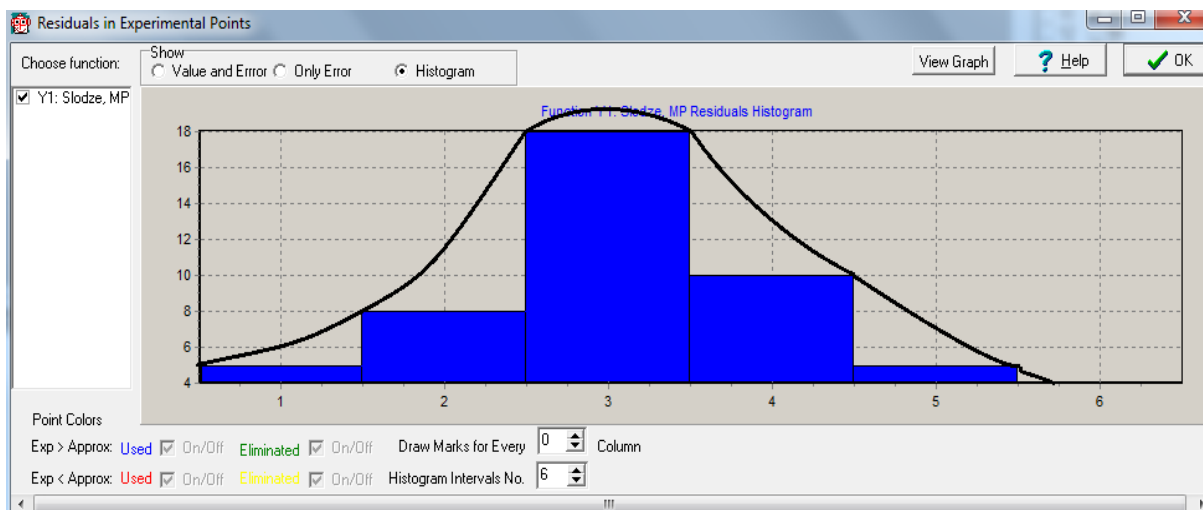 Residuals in Experimental Points
Choose function:
Show
Value and Errror
Only Error
Histogram
View Graph
? Help
OK
Y1: Slodze, MP
Function Y1: Slodze, MP Residuals Histogram
18
16
14
12
10
8
6
4
1 2 3 4 5 6
Point Colors
Exp > Approx: Used On/Off Eliminated On/Off Draw Marks for Every 0 Column
Exp < Approx: Used On/Off Eliminated On/Off Histogram Intervals No. 6